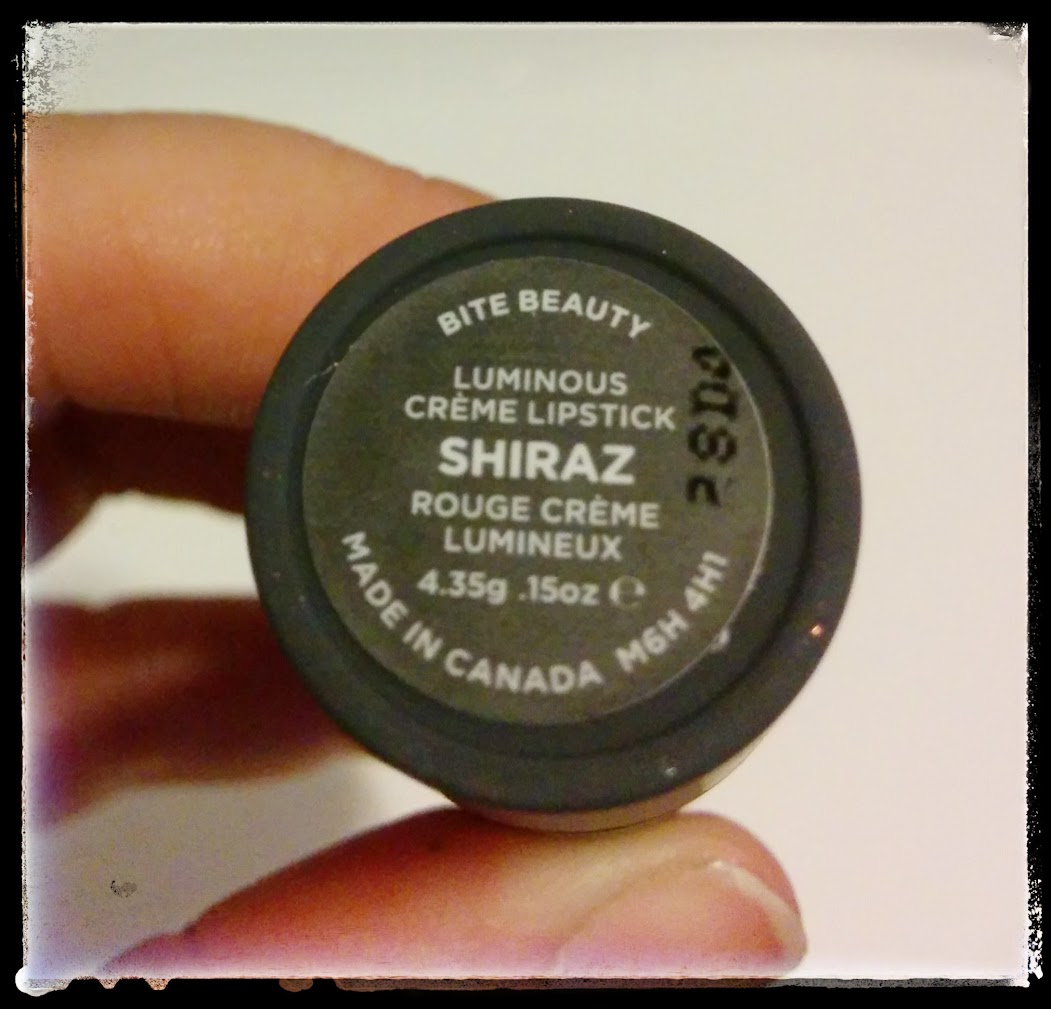 BITE BEAUTY
LUMINOUS
CRÈME LIPSTICK
SHIRAZ
ROUGE CRÈME
LUMINEUX
4.35g .15oz ℮
MADE IN CANADA M6H 4H1